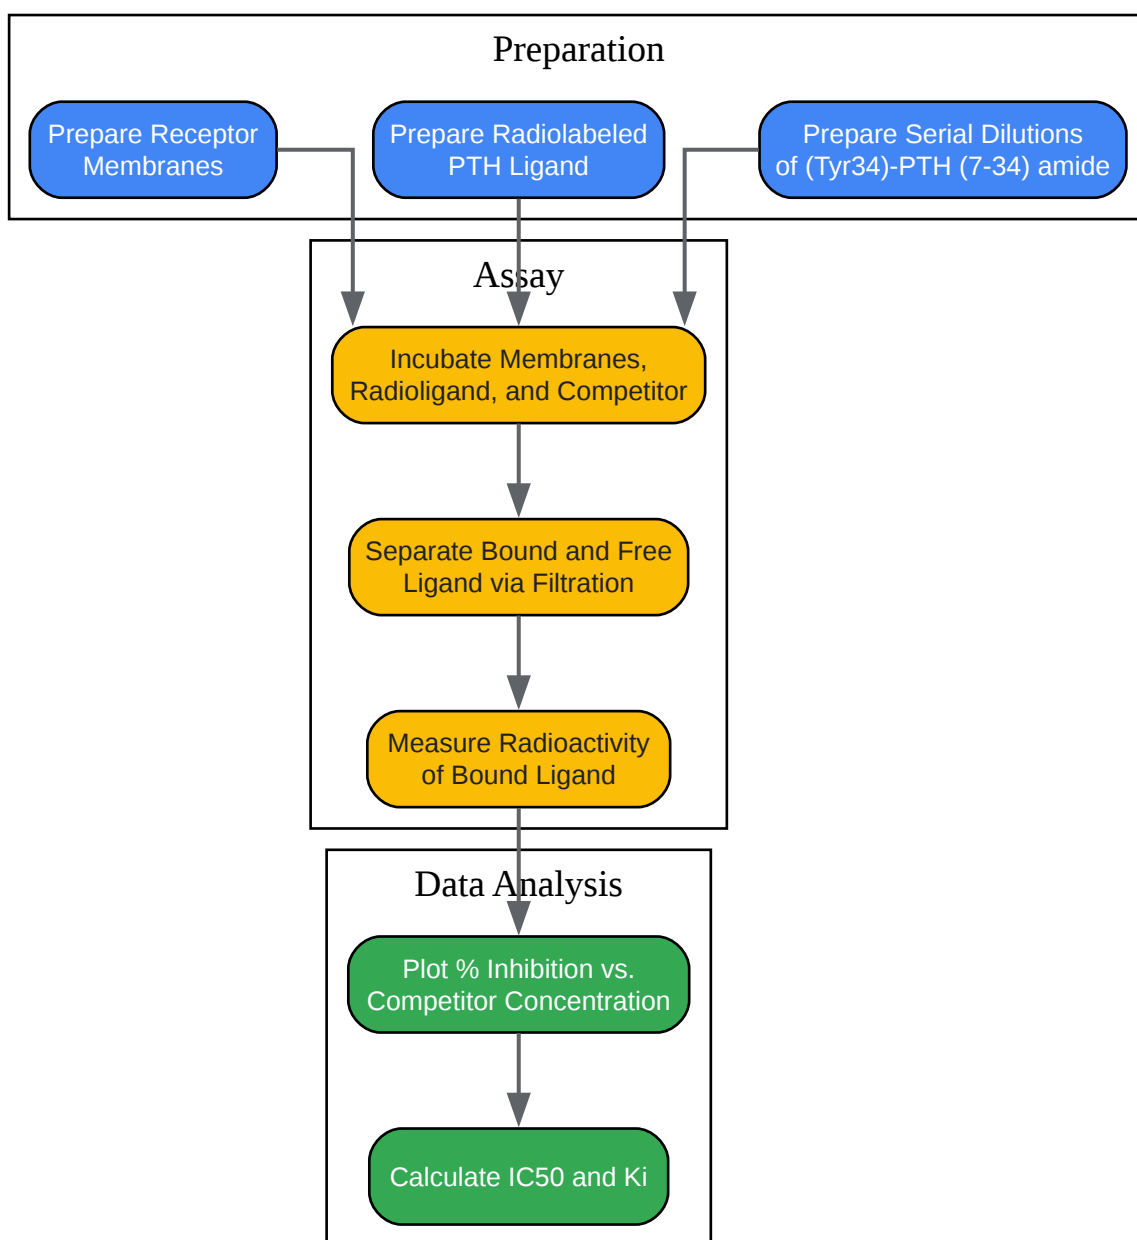 Preparation
Prepare Receptor
Membranes
Prepare Radiolabeled
PTH Ligand
Prepare Serial Dilutions
of (Tyr34)-PTH (7-34) amide
Assay
Incubate Membranes,
Radioligand, and Competitor
Separate Bound and Free
Ligand via Filtration
Measure Radioactivity
of Bound Ligand
Data Analysis
Plot % Inhibition vs.
Competitor Concentration
Calculate IC50 and Ki